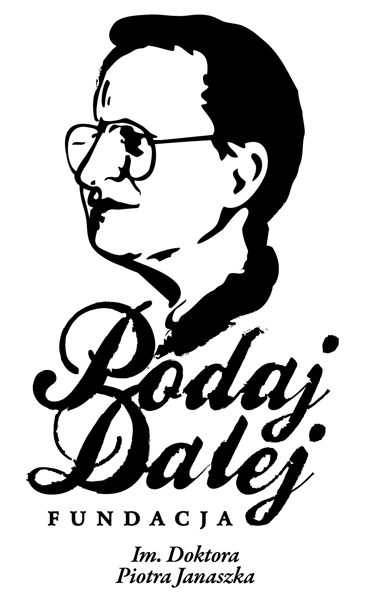 Podaj
Dalej
FUNDACJA
Im. Doktora
Piotra Janaszka